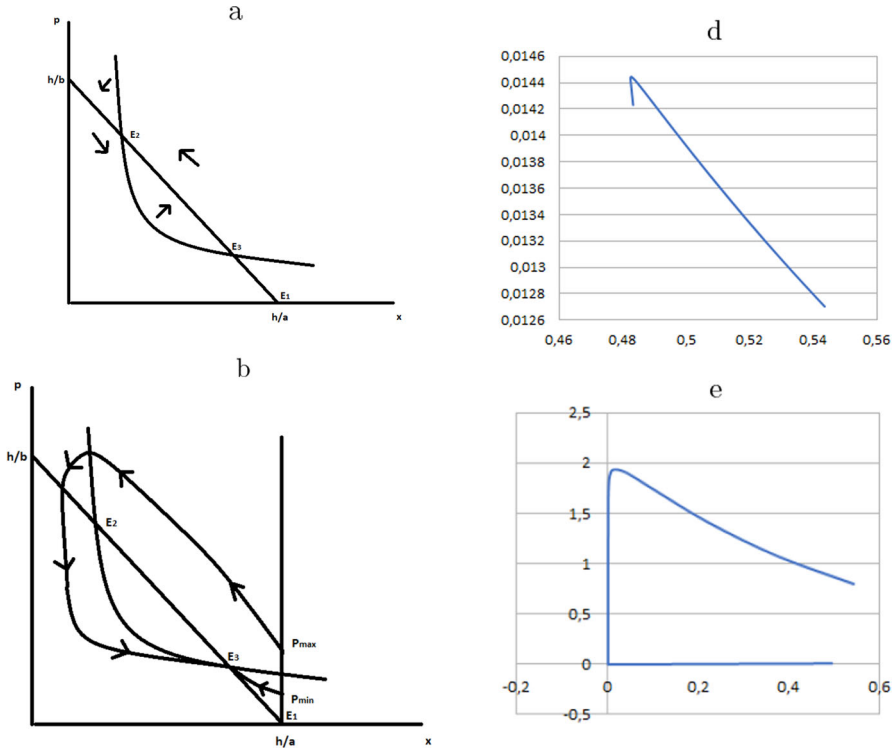 a
p
h/b
E2
E3
E1
h/a
x
d
0,0146
0,0144
0,0142
0,014
0,0138
0,0136
0,0134
0,0132
0,013
0,0128
0,0126
0,46
0,48
0,5
0,52
0,54
0,56
b
p
h/b
E2
E3
Pmax
Pmin
E1
h/a
x
e
2,5
2
1,5
1
0,5
0
-0,5
-0,2
0
0,2
0,4
0,6